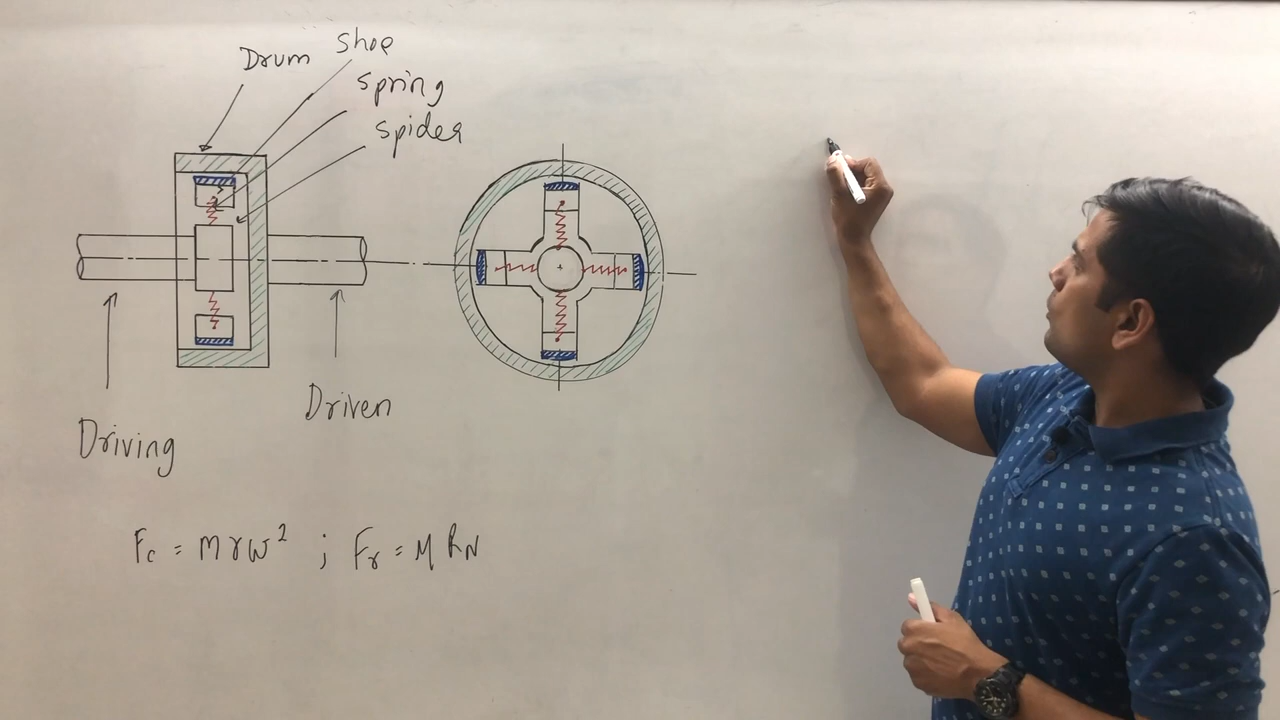 Drum
Shoe
Spring
Spider
Driving
Driven
Fc = mrω² ; Fr = μ RN